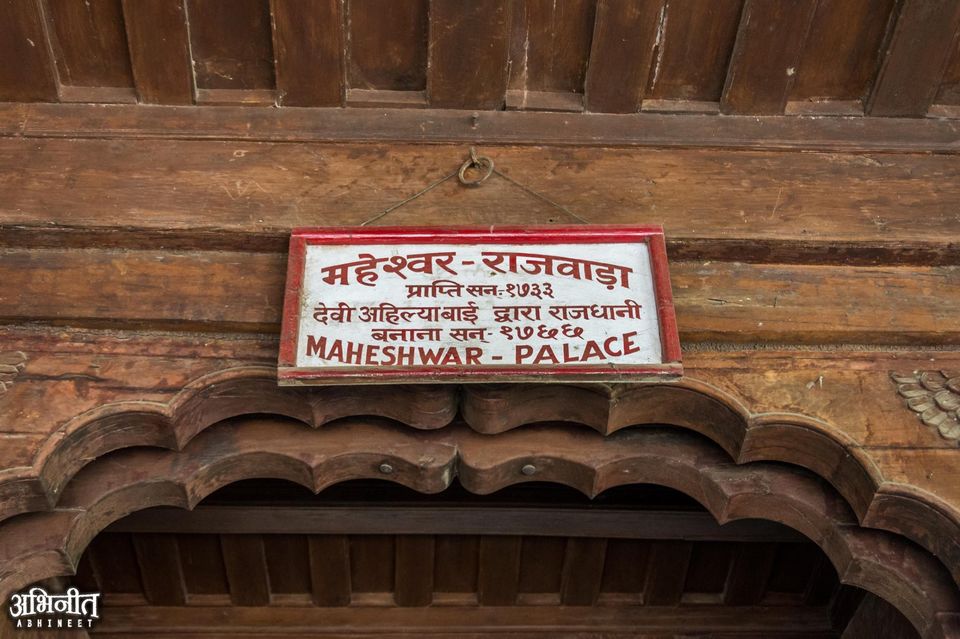 महेश्वर - राजवाड़ा
प्राप्ति सन्-१७३३
देवी अहिल्याबाई द्वारा राजधानी
बनाना सन् - १७६६
MAHESHWAR - PALACE
अभिनीत
ABHINEET